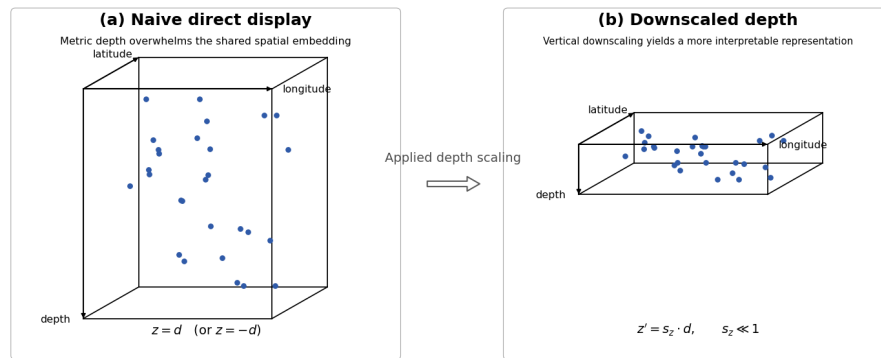 (a) Naive direct display
Metric depth overwhelms the shared spatial embedding
latitude
longitude
depth
z = d (or z = −d)
Applied depth scaling
(b) Downscaled depth
Vertical downscaling yields a more interpretable representation
latitude
longitude
depth
z′ = s_z · d, s_z ≪ 1